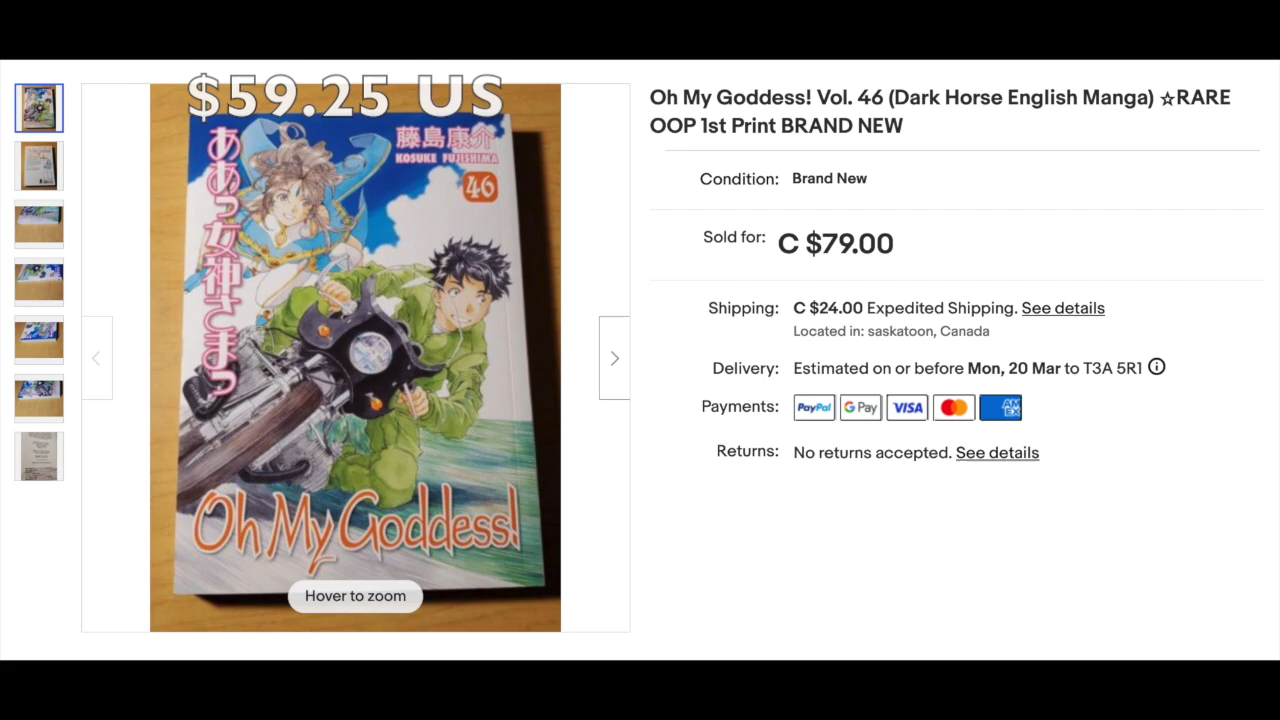 $59.25 US
ああっ女神さまっ
藤島康介
KOSUKE FUJISHIMA
46
Oh My Goddess!
Hover to zoom
Oh My Goddess! Vol. 46 (Dark Horse English Manga) ☆RARE
OOP 1st Print BRAND NEW
Condition: Brand New
Sold for: C $79.00
Shipping: C $24.00 Expedited Shipping. See details
Located in: saskatoon, Canada
Delivery: Estimated on or before Mon, 20 Mar to T3A 5R1
Payments: PayPal G Pay VISA AM EX
Returns: No returns accepted. See details